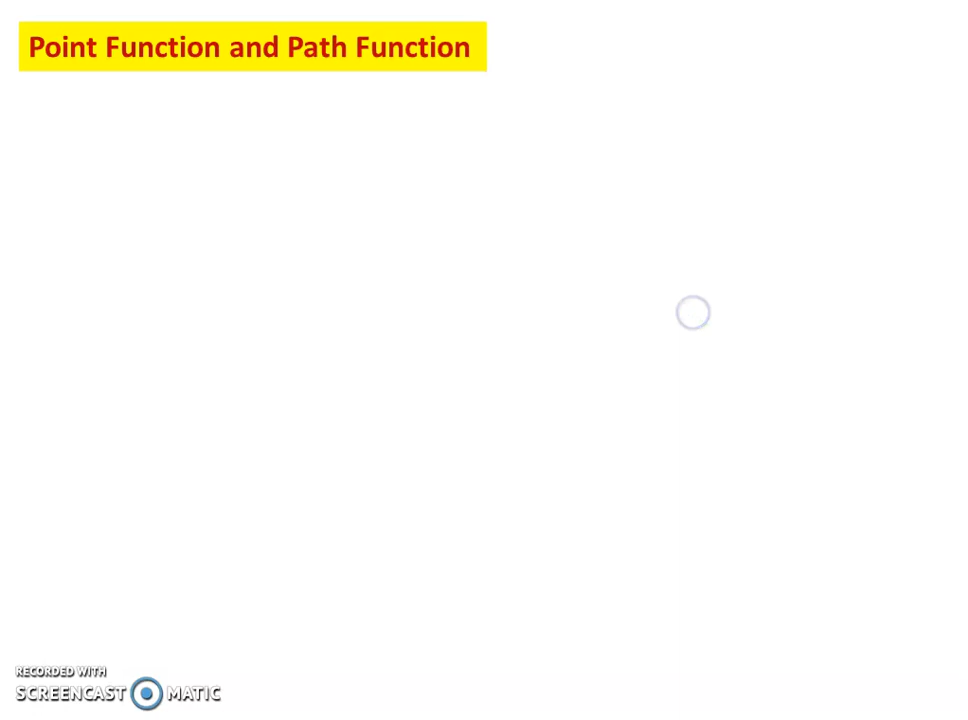 Point Function and Path Function
RECORDED WITH
SCREENCAST MATIC